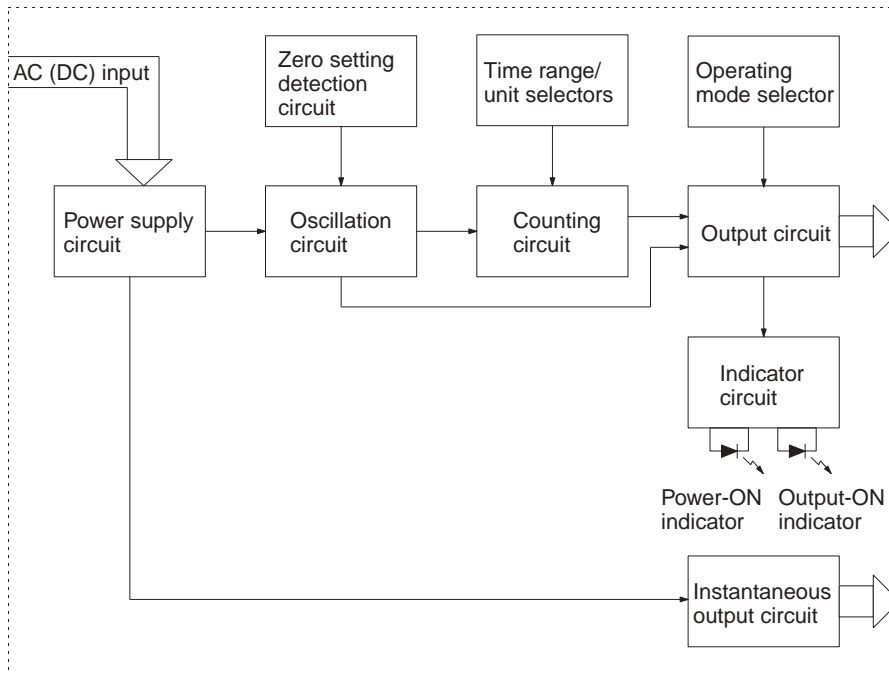 AC (DC) input
Zero setting
detection
circuit
Time range/
unit selectors
Operating
mode selector
Power supply
circuit
Oscillation
circuit
Counting
circuit
Output circuit
Indicator
circuit
Power-ON
indicator
Output-ON
indicator
Instantaneous
output circuit